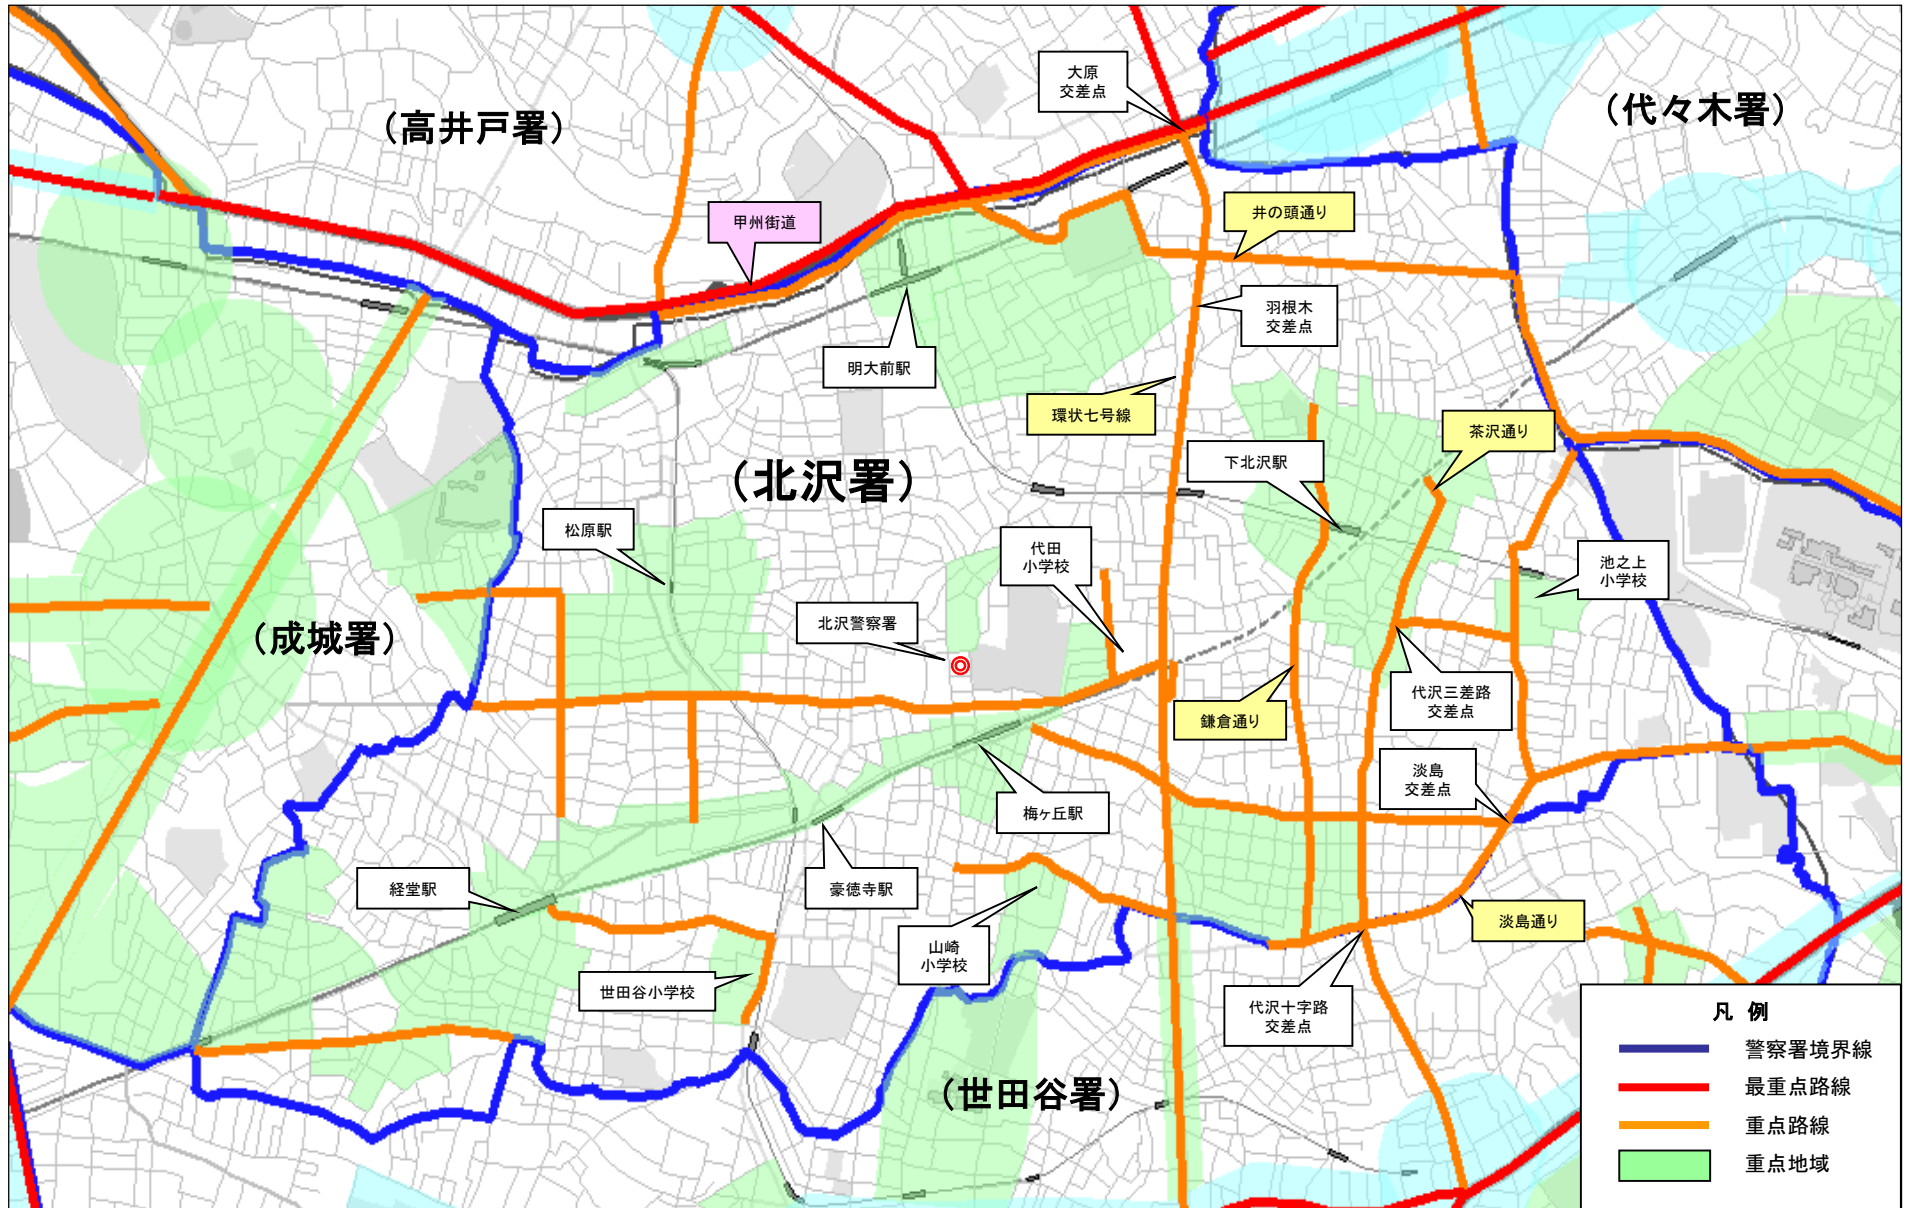 大原
交差点
（高井戸署）
（代々木署）
甲州街道
井の頭通り
羽根木
交差点
明大前駅
環状七号線
茶沢通り
（北沢署）
下北沢駅
松原駅
代田
小学校
池之上
小学校
北沢警察署
（成城署）
代沢三差路
交差点
鎌倉通り
淡島
交差点
梅ヶ丘駅
経堂駅
豪徳寺駅
淡島通り
山崎
小学校
世田谷小学校
代沢十字路
交差点
（世田谷署）
凡 例
警察署境界線
最重点路線
重点路線
重点地域